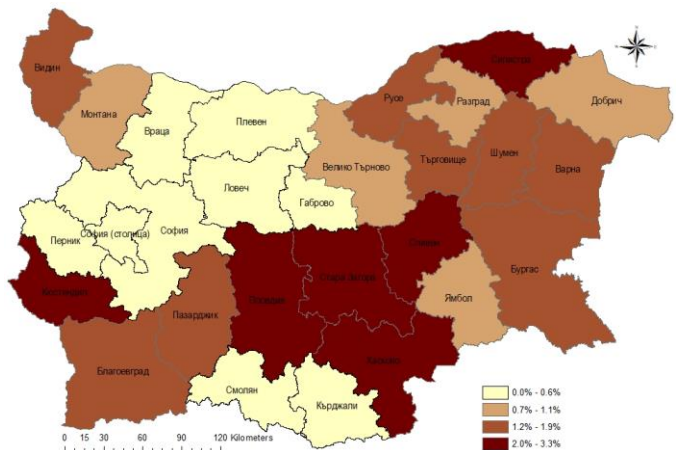 Видин
Монтана
Враца
Плевен
Силистра
Русе
Разград
Добрич
Велико Търново
Търговище
Шумен
Варна
Ловеч
Габрово
Перник
София (столица)
София
Кюстендил
Пловдив
Стара Загора
Сливен
Бургас
Ямбол
Пазарджик
Благоевград
Хасково
Смолян
Кърджали
0 15 30 60 90 120 Kilometers
0.0% - 0.6%
0.7% - 1.1%
1.2% - 1.9%
2.0% - 3.3%